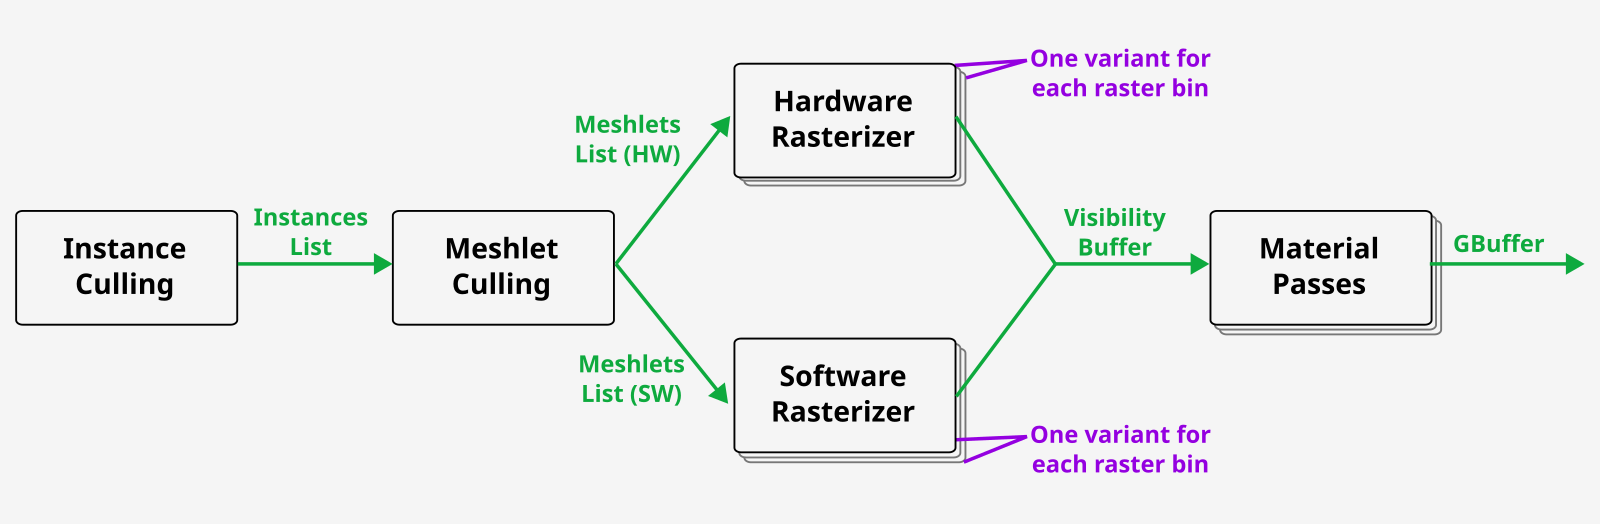 Instance
Culling
Instances
List
Meshlet
Culling
Meshlets
List (HW)
Meshlets
List (SW)
Hardware
Rasterizer
One variant for
each raster bin
Software
Rasterizer
One variant for
each raster bin
Visibility
Buffer
Material
Passes
GBuffer